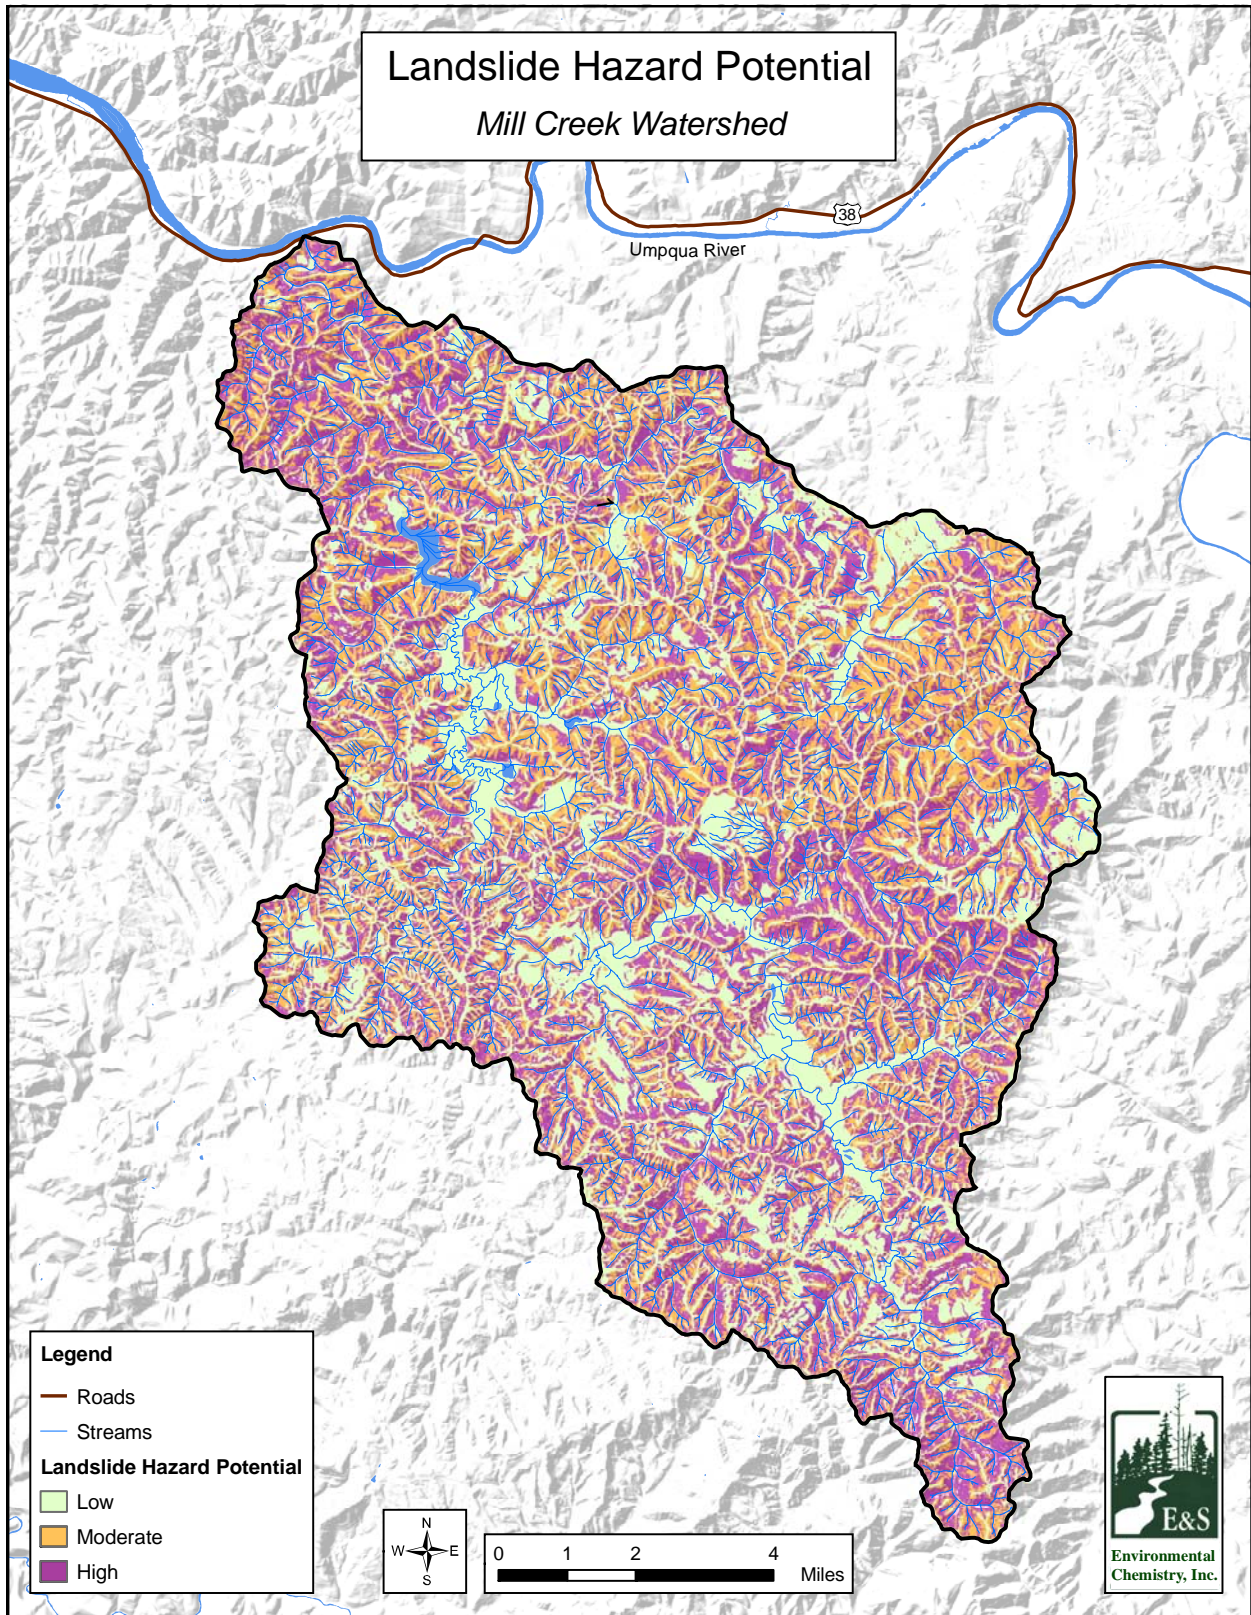 Landslide Hazard Potential
Mill Creek Watershed
38
Umpqua River
Legend
Roads
Streams
Landslide Hazard Potential
Low
Moderate
High
N
W E
S
0 1 2 4
Miles
E&S
Environmental
Chemistry, Inc.